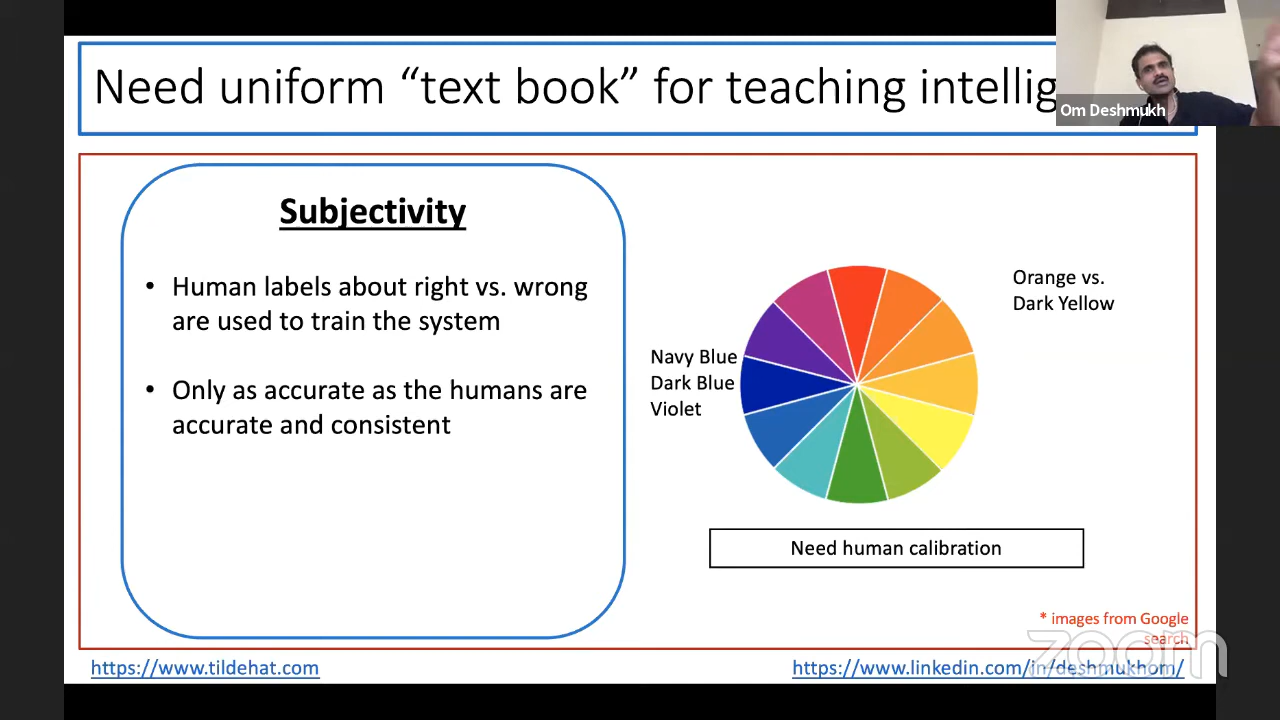 Need uniform “text book” for teaching intellig
Om Deshmukh
Subjectivity
• Human labels about right vs. wrong
are used to train the system
• Only as accurate as the humans are
accurate and consistent
Orange vs.
Dark Yellow
Navy Blue
Dark Blue
Violet
Need human calibration
* images from Google
search
zoom
https://www.tildehat.com
https://www.linkedin.com/in/deshmukhom/